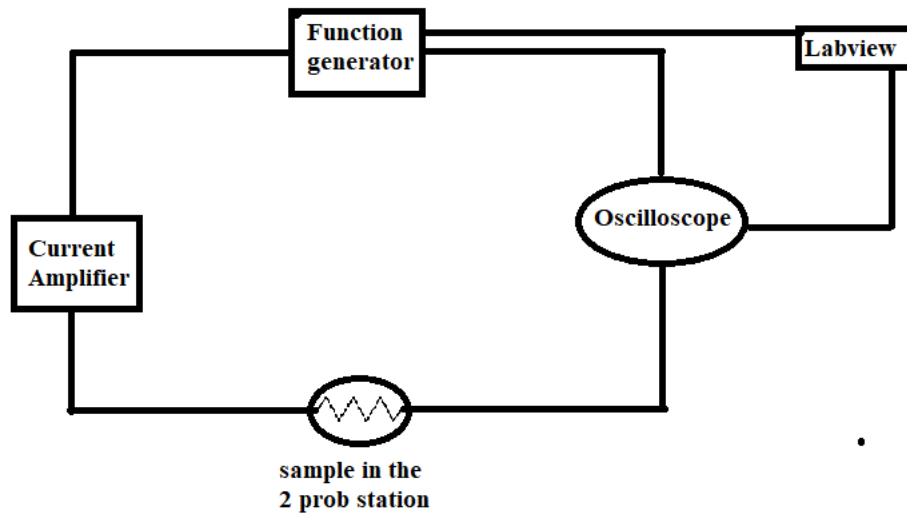 Function
generator
Labview
Oscilloscope
Current
Amplifier
sample in the
2 prob station